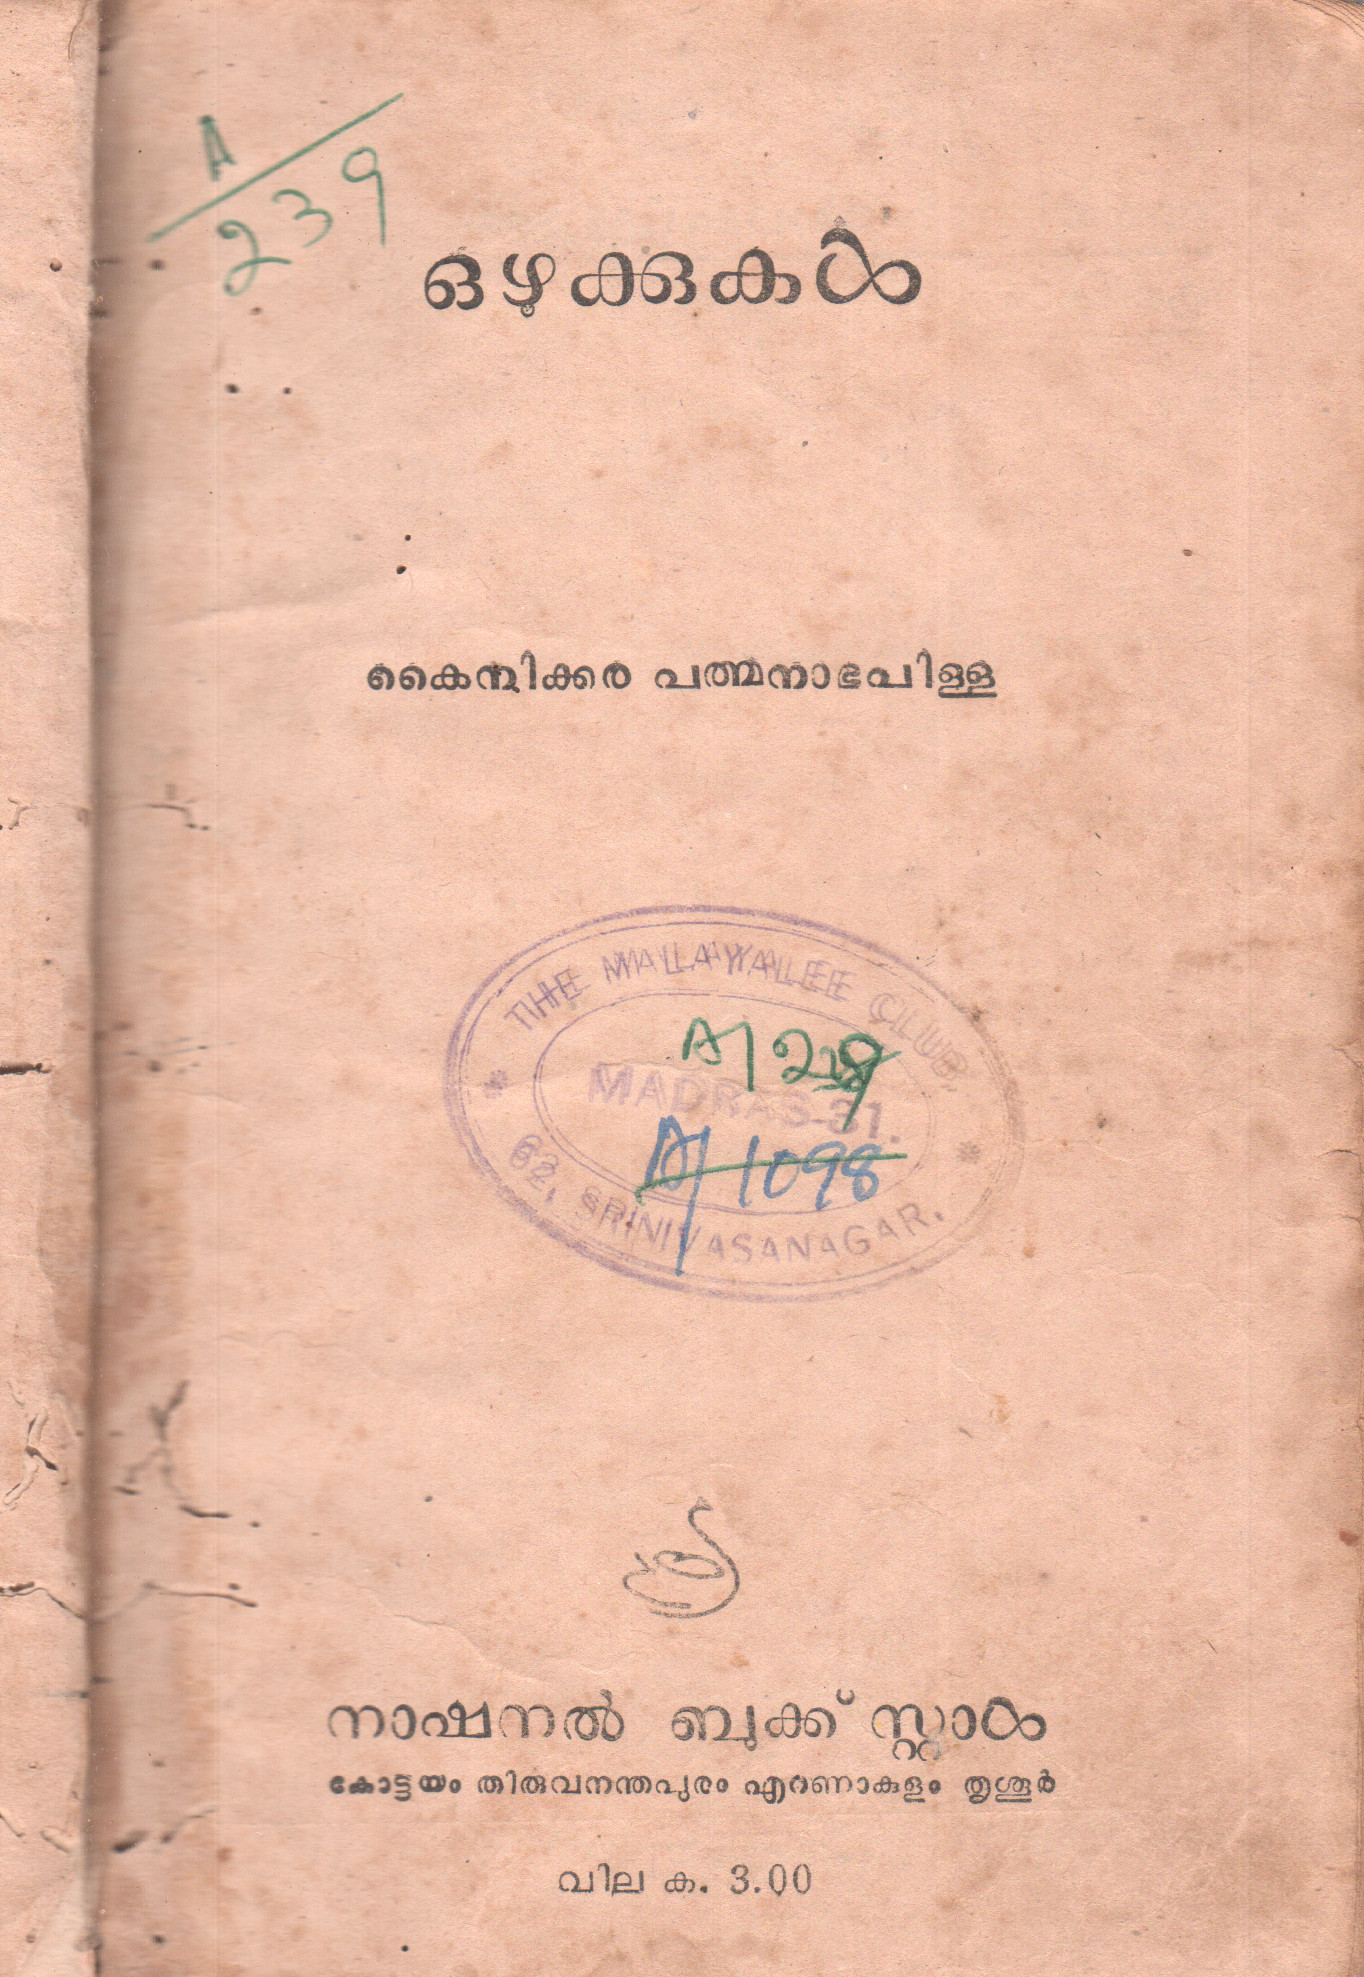 A/239
ഒഴുക്കുകൾ
കൈനിക്കര പത്മനാഭപിള്ള
THE MALAYALEE CLUB,
A/239
MADRAS-31.
A/1098
62, SRINIVASANAGAR.
നാഷനൽ ബുക്ക് സ്റ്റാൾ
കോട്ടയം തിരുവനന്തപുരം എറണാകുളം തൃശൂർ
വില ക. 3.00